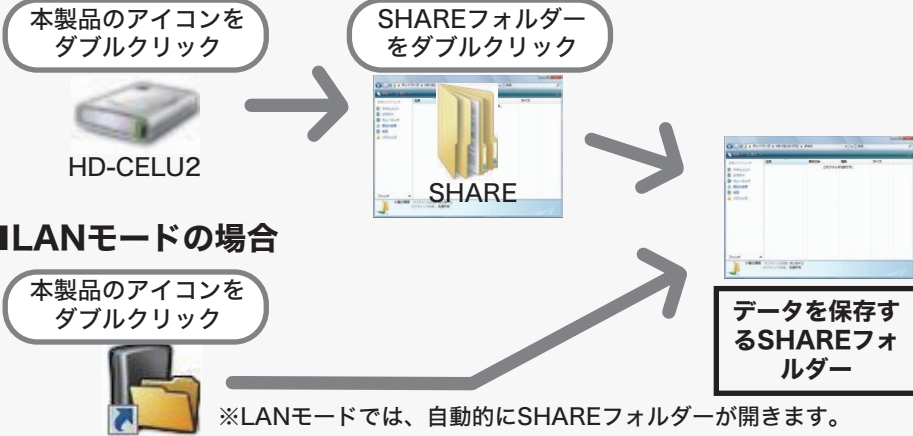 本製品のアイコンを
ダブルクリック
SHAREフォルダー
をダブルクリック
HD-CELU2
SHARE
■LANモードの場合
本製品のアイコンを
ダブルクリック
データを保存す
るSHAREフォ
ルダー
※LANモードでは、自動的にSHAREフォルダーが開きます。